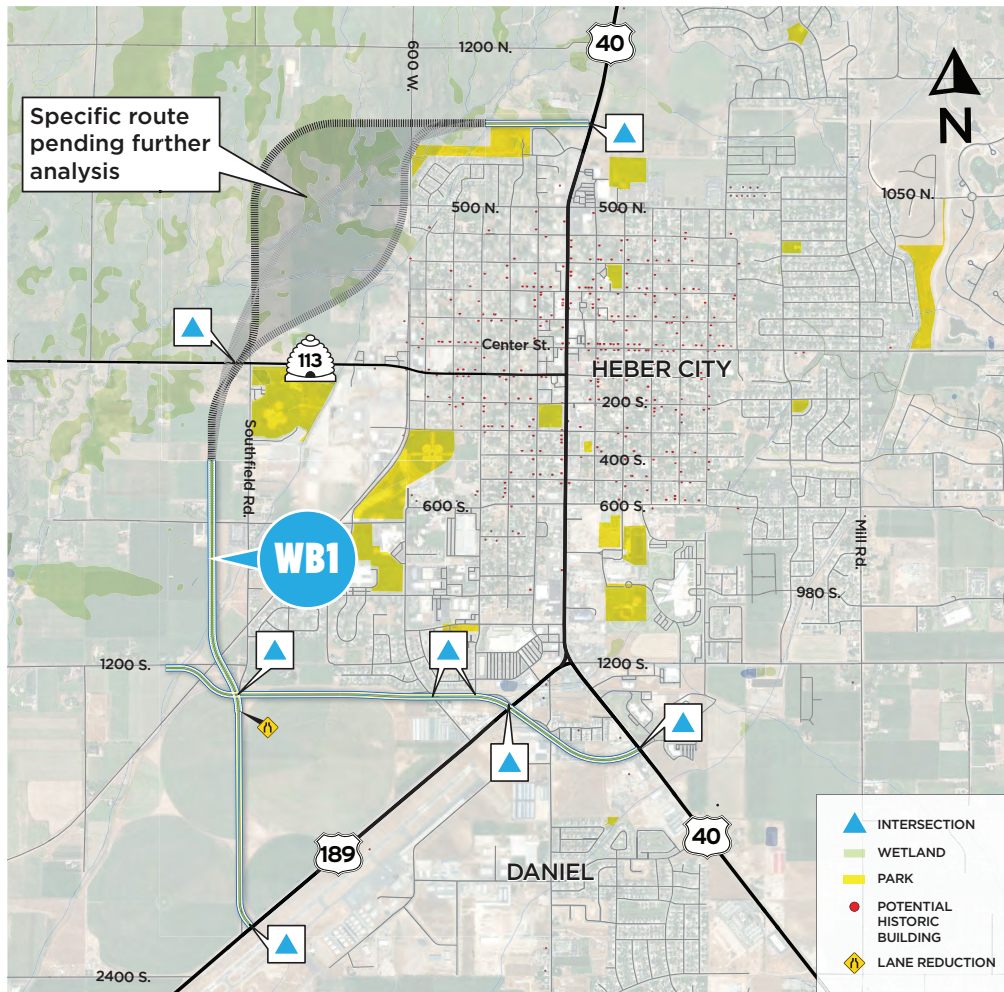 1200 N.
600 W.
40
N
Specific route
pending further
analysis
1050 N.
500 N.
500 N.
Center St.
113
HEBER CITY
200 S.
Southfield Rd.
400 S.
600 S.
600 S.
Mill Rd.
WB1
980 S.
1200 S.
1200 S.
189
40
DANIEL
2400 S.
INTERSECTION
WETLAND
PARK
POTENTIAL
HISTORIC
BUILDING
LANE REDUCTION